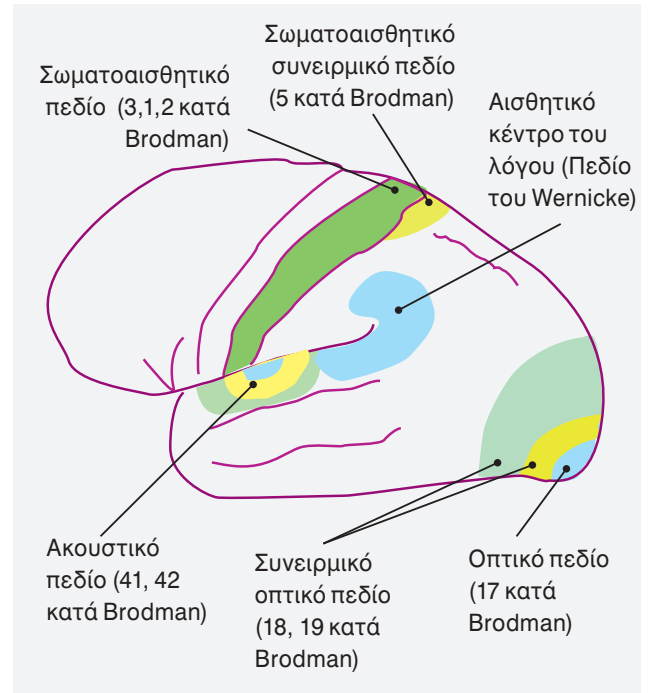 Σωματοαισθητικό
συνειρμικό πεδίο
(5 κατά Brodman)
Σωματοαισθητικό
πεδίο (3,1,2 κατά
Brodman)
Αισθητικό
κέντρο του
λόγου (Πεδίο
του Wernicke)
Ακουστικό
πεδίο (41, 42
κατά Brodman)
Συνειρμικό
οπτικό πεδίο
(18, 19 κατά
Brodman)
Οπτικό πεδίο
(17 κατά
Brodman)